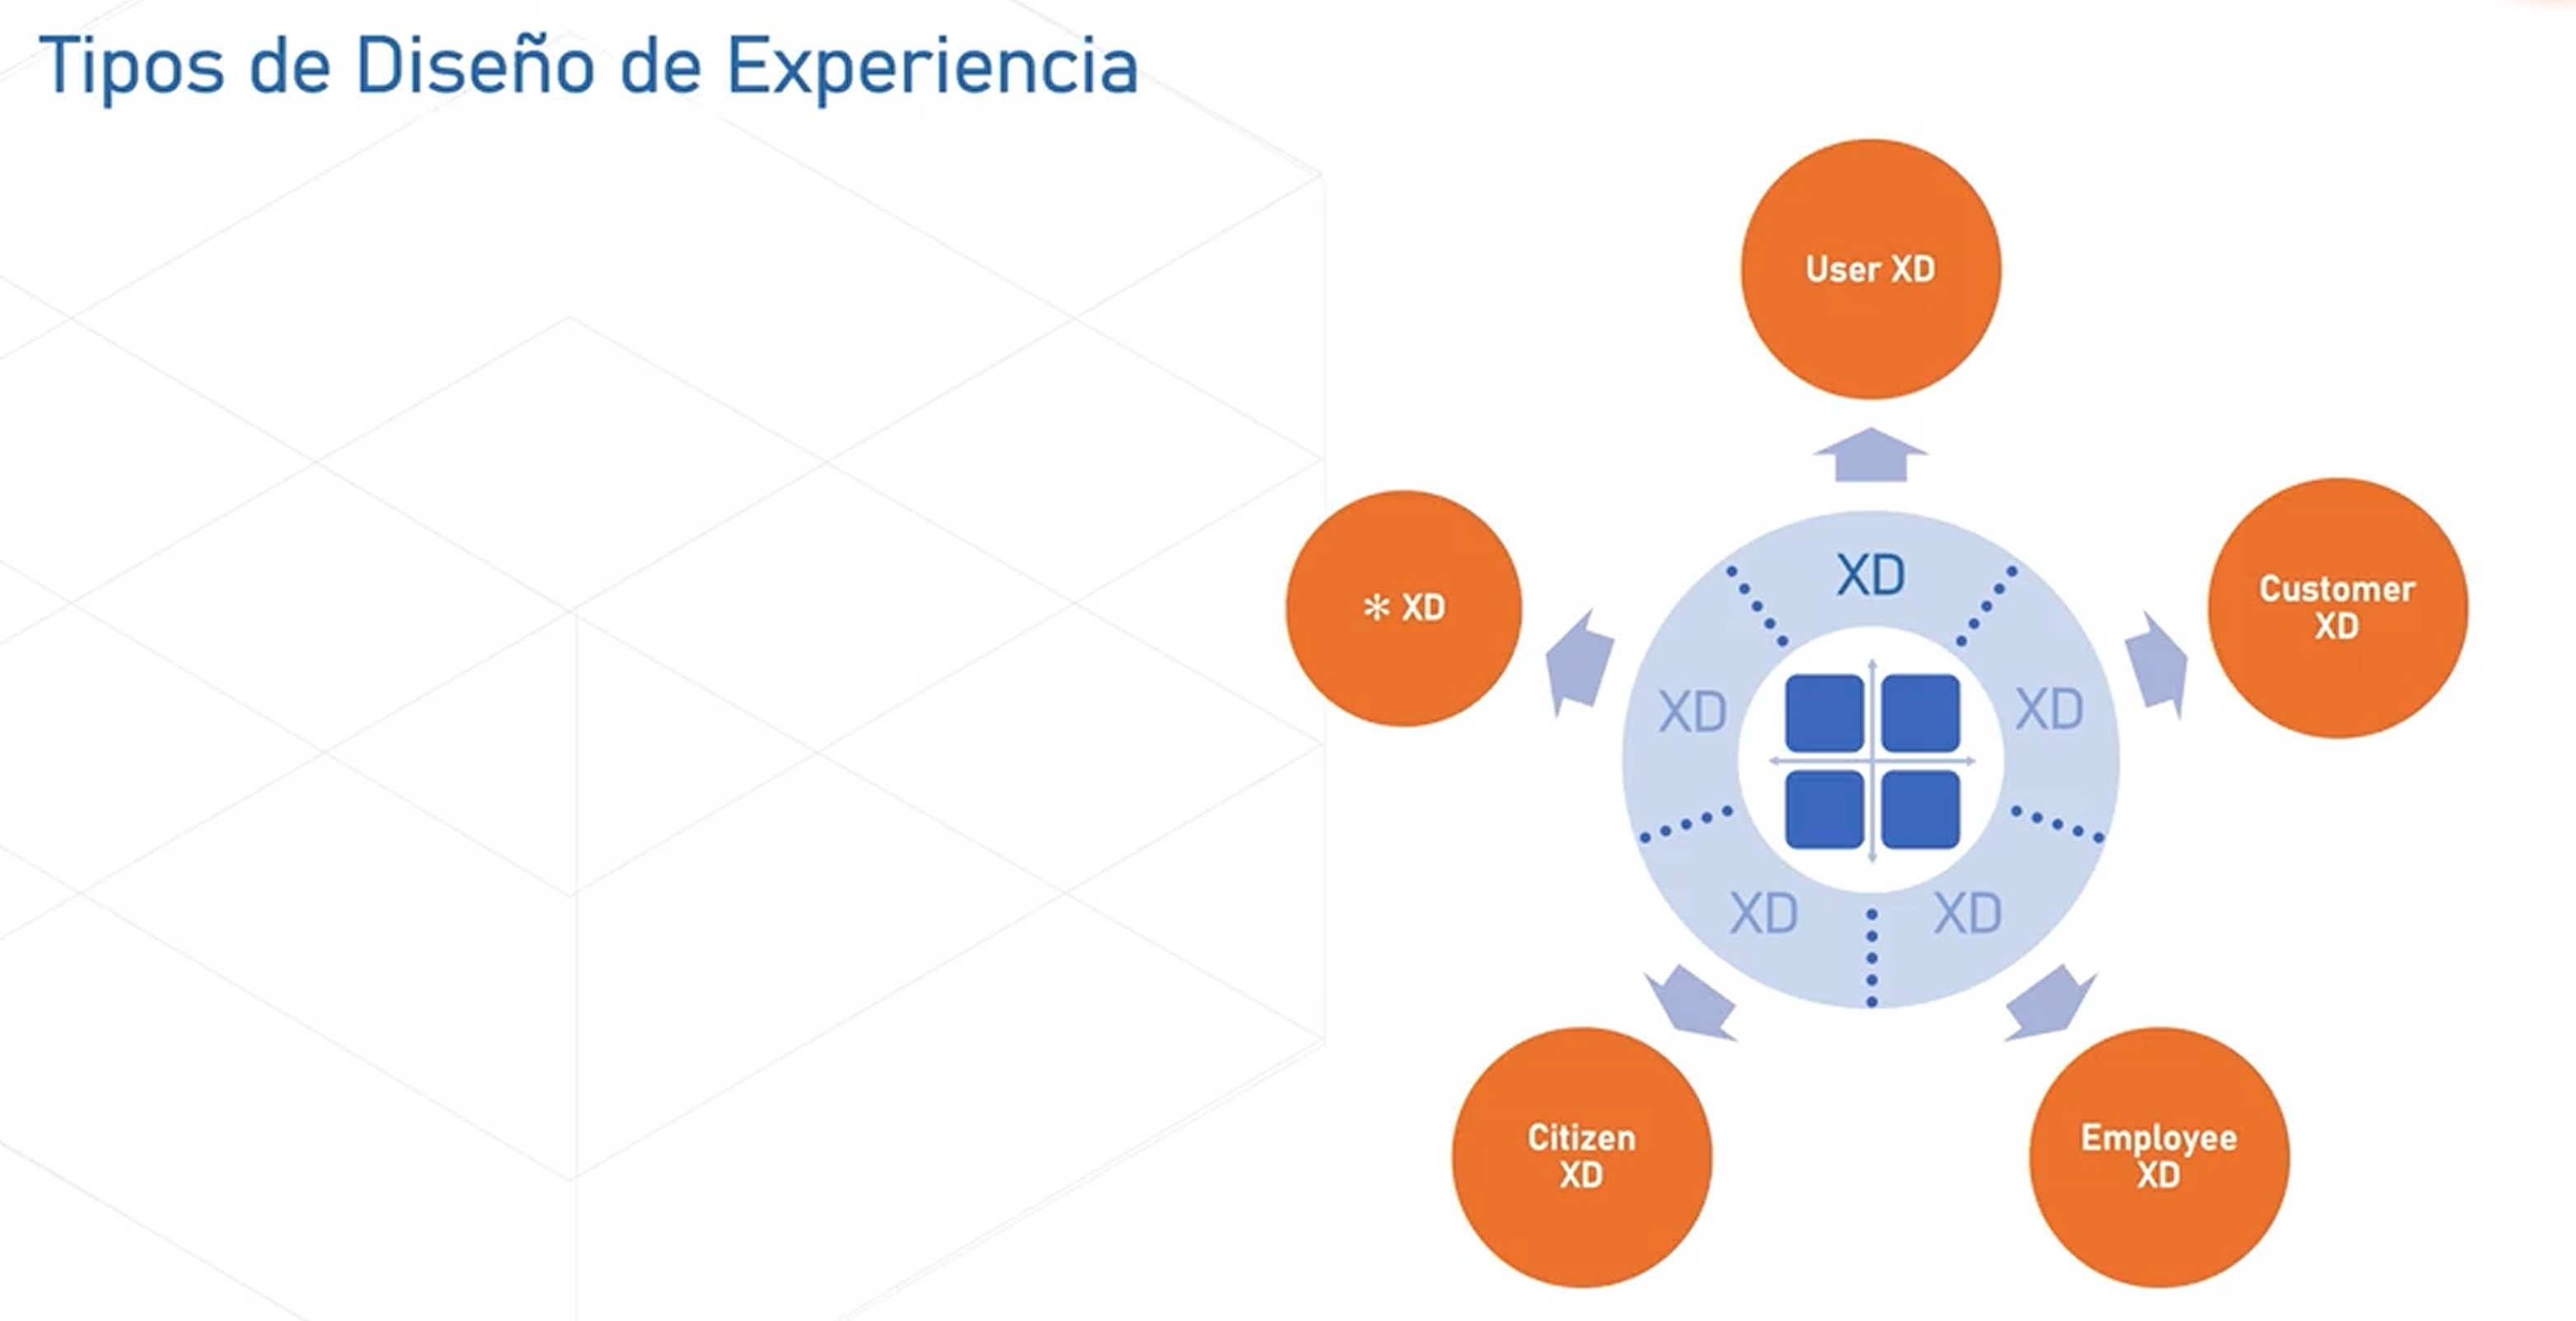 Tipos de Diseño de Experiencia
User XD
* XD
Customer
XD
XD
XD
XD
XD
XD
Citizen
XD
Employee
XD